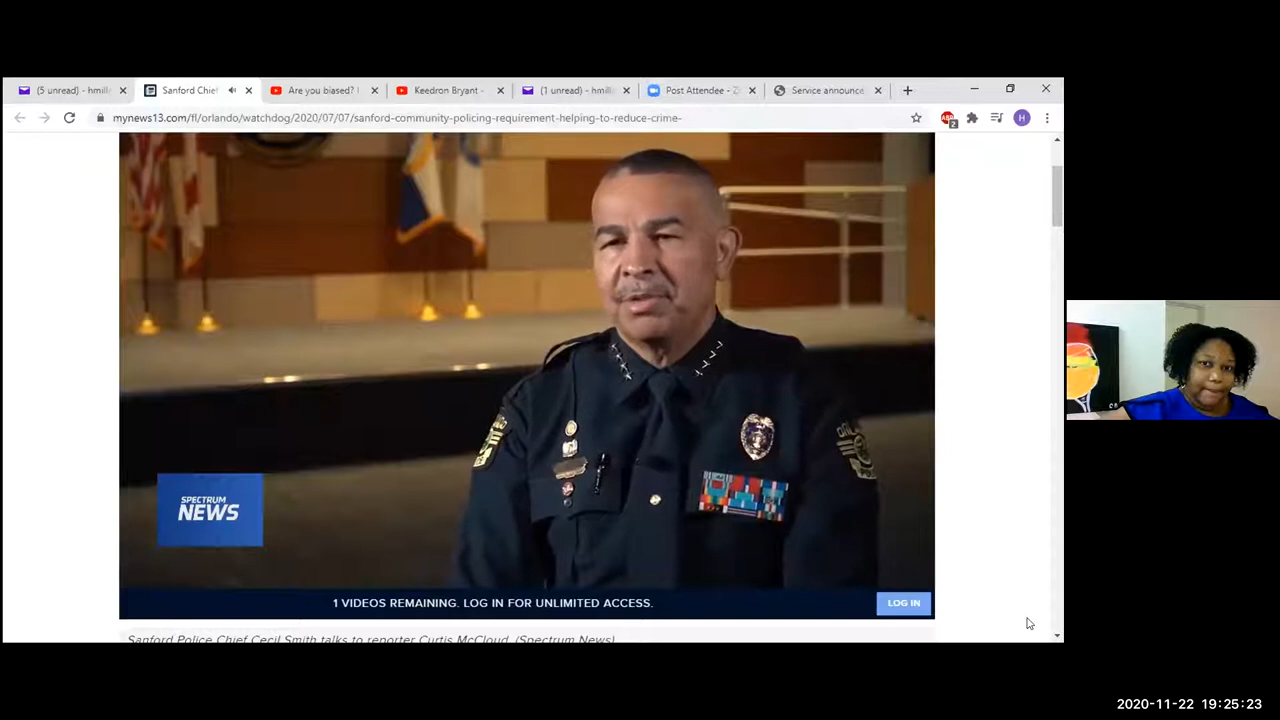 (5 unread) - hmill
Sanford Chief
Are you biased? I
Keedron Bryant -
(1 unread) - hmill
Post Attendee - Z
Service announce
mynews13.com/fl/orlando/watchdog/2020/07/07/sanford-community-policing-requirement-helping-to-reduce-crime-
ABP
2
H
SPECTRUM
NEWS
1 VIDEOS REMAINING. LOG IN FOR UNLIMITED ACCESS.
LOG IN
Sanford Police Chief Cecil Smith talks to reporter Curtis McCloud. (Spectrum News)
2020-11-22 19:25:23